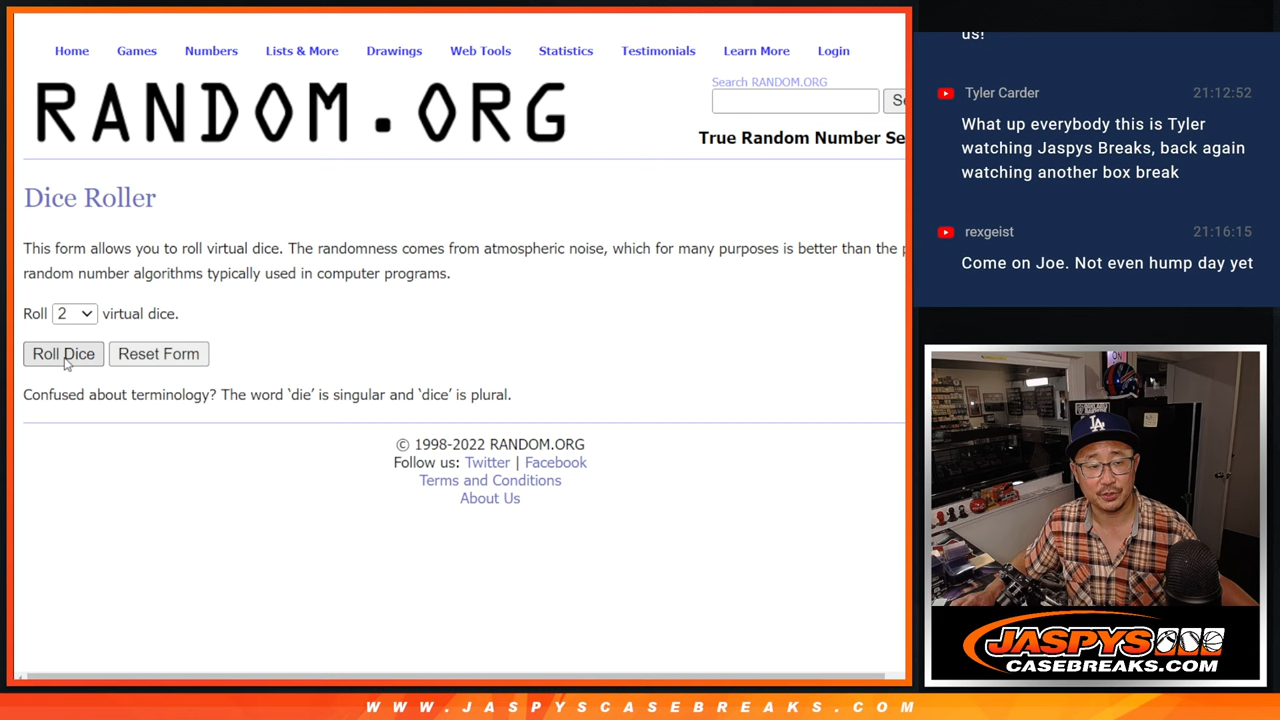 Home Games Numbers Lists & More Drawings Web Tools Statistics Testimonials Learn More Login
RANDOM.ORG
Search RANDOM.ORG
True Random Number Se
Dice Roller
This form allows you to roll virtual dice. The randomness comes from atmospheric noise, which for many purposes is better than the p
random number algorithms typically used in computer programs.
Roll 2 virtual dice.
Roll Dice Reset Form
Confused about terminology? The word ‘die’ is singular and ‘dice’ is plural.
© 1998-2022 RANDOM.ORG
Follow us: Twitter | Facebook
Terms and Conditions
About Us
us!
Tyler Carder 21:12:52
What up everybody this is Tyler
watching Jaspys Breaks, back again
watching another box break
rexgeist 21:16:15
Come on Joe. Not even hump day yet
ON
LA
JASPYS
CASEBREAKS.COM
WWW.JASPYSCASEBREAKS.COM